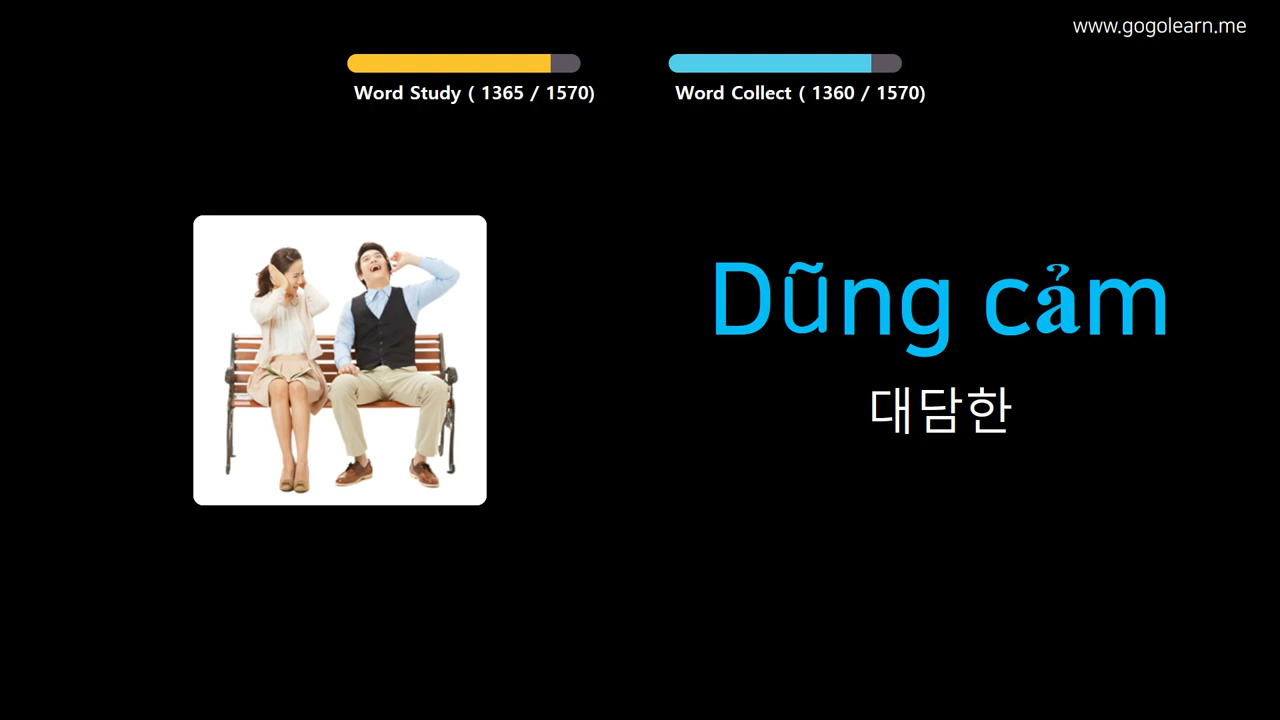 www.gogolearn.me
Word Study ( 1365 / 1570)
Word Collect ( 1360 / 1570)
Dũng cảm
대담한